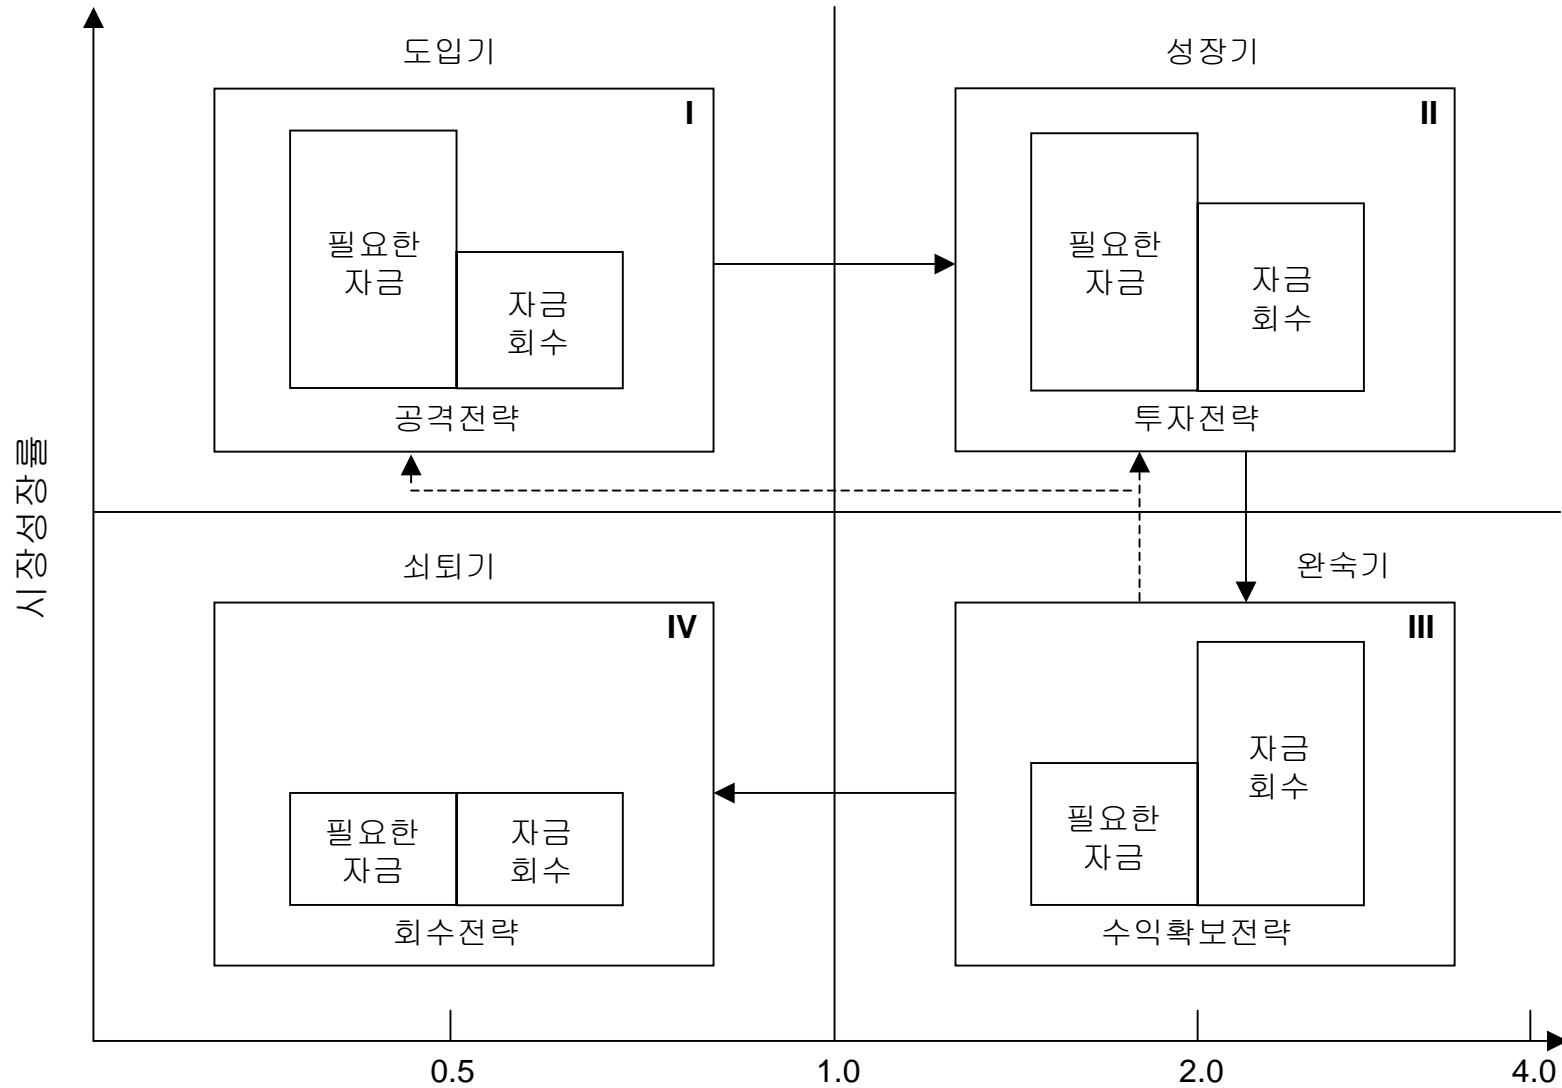 도입기
I
필요한
자금
자금
회수
공격전략
성장기
II
필요한
자금
자금
회수
투자전략
시장성장률
쇠퇴기
IV
필요한
자금
자금
회수
회수전략
완숙기
III
필요한
자금
자금
회수
수익확보전략
0.5
1.0
2.0
4.0